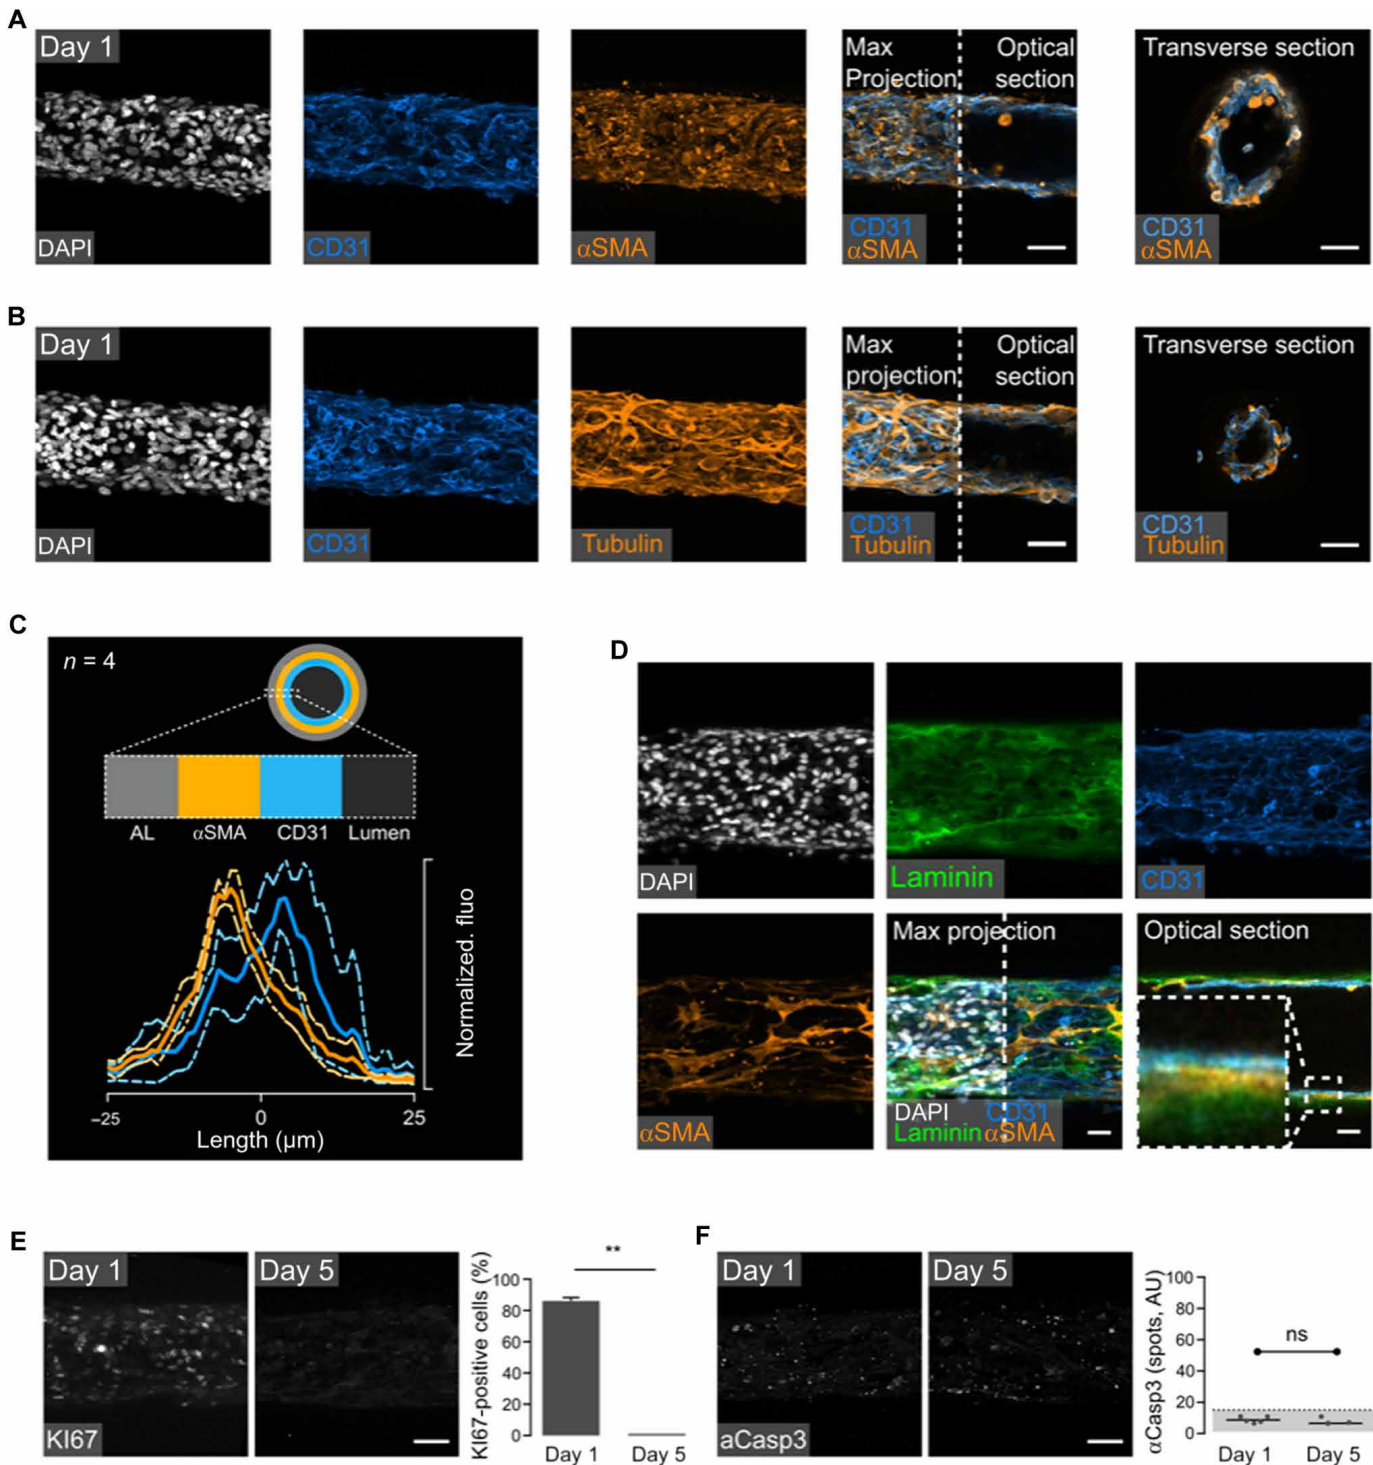 A
Day 1
DAPI
CD31
αSMA
Max
Projection
Optical
section
CD31
αSMA
Transverse section
CD31
αSMA
B
Day 1
DAPI
CD31
Tubulin
Max
projection
Optical
section
CD31
Tubulin
Transverse section
CD31
Tubulin
C
n = 4
AL
αSMA
CD31
Lumen
Normalized. fluo
−25
0
25
Length (µm)
D
DAPI
Laminin
CD31
αSMA
Max projection
DAPI CD31
Laminin αSMA
Optical section
E
Day 1
KI67
Day 5
KI67-positive cells (%)
100
80
60
40
20
0
**
Day 1
Day 5
F
Day 1
aCasp3
Day 5
αCasp3 (spots, AU)
100
80
60
40
20
0
ns
Day 1
Day 5